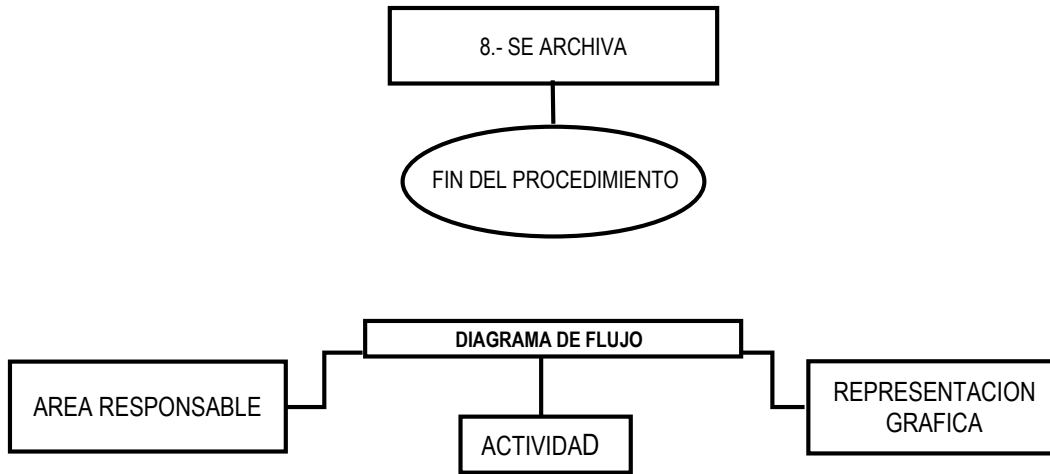 8.- SE ARCHIVA
FIN DEL PROCEDIMIENTO
DIAGRAMA DE FLUJO
AREA RESPONSABLE
ACTIVIDAD
REPRESENTACION
GRAFICA